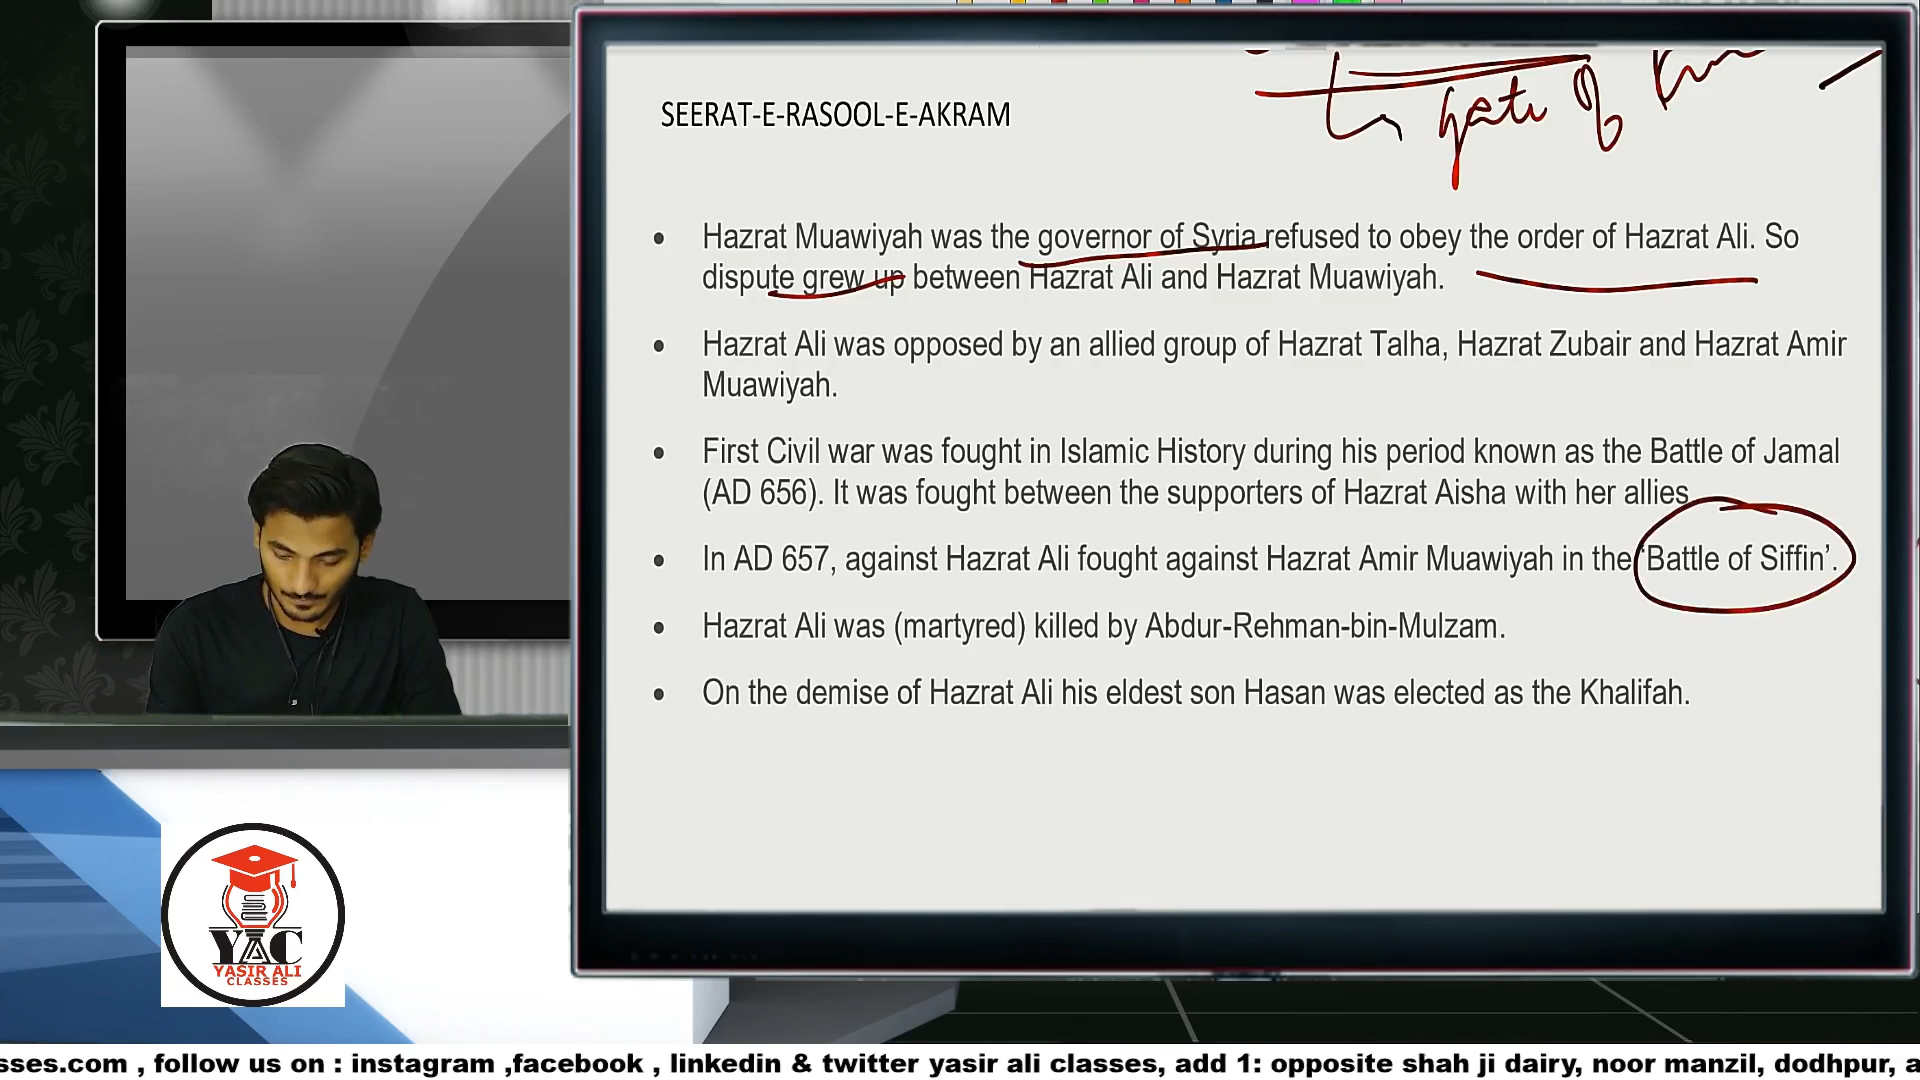 gate of
SEERAT-E-RASOOL-E-AKRAM
• Hazrat Muawiyah was the governor of Syria refused to obey the order of Hazrat Ali. So
dispute grew up between Hazrat Ali and Hazrat Muawiyah.
• Hazrat Ali was opposed by an allied group of Hazrat Talha, Hazrat Zubair and Hazrat Amir
Muawiyah.
• First Civil war was fought in Islamic History during his period known as the Battle of Jamal
(AD 656). It was fought between the supporters of Hazrat Aisha with her allies
• In AD 657, against Hazrat Ali fought against Hazrat Amir Muawiyah in the ‘Battle of Siffin’.
• Hazrat Ali was (martyred) killed by Abdur-Rehman-bin-Mulzam.
• On the demise of Hazrat Ali his eldest son Hasan was elected as the Khalifah.
YAC
YASIR ALI
CLASSES
sses.com , follow us on : instagram ,facebook , linkedin & twitter yasir ali classes, add 1: opposite shah ji dairy, noor manzil, dodhpur, a